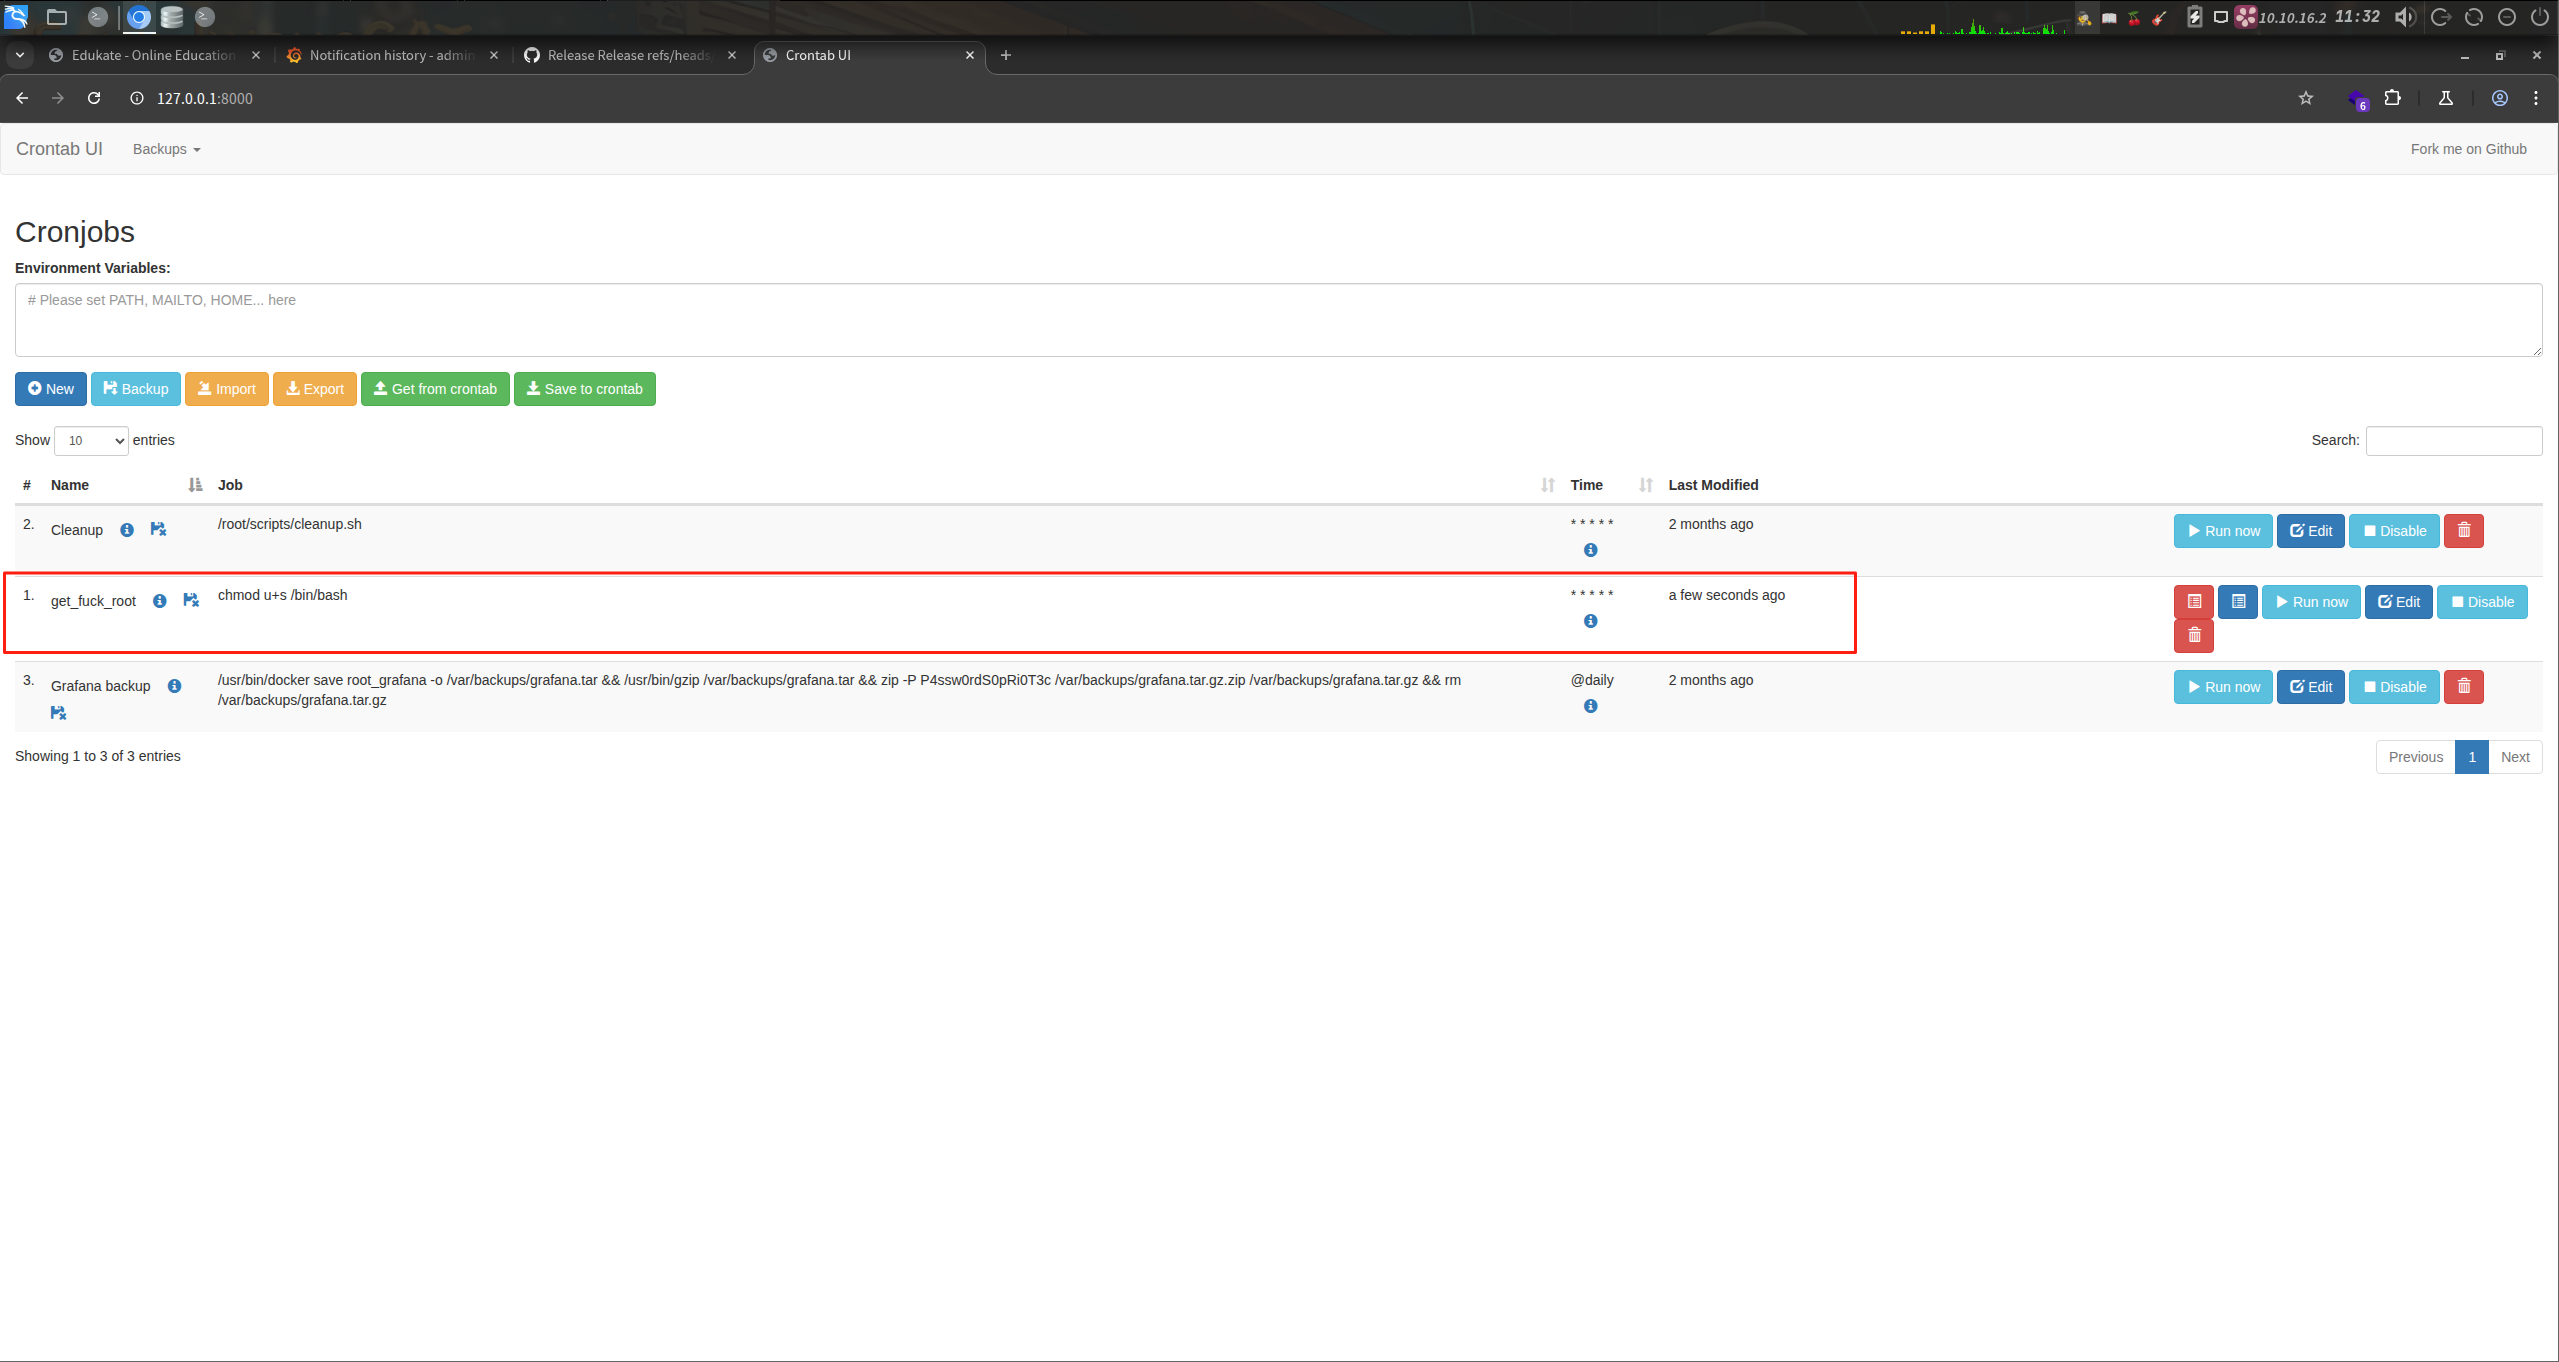 10.10.16.2 11:32
Edukate - Online Education
Notification history - admin
Release Release refs/heads
Crontab UI
127.0.0.1:8000
6
Crontab UI Backups Fork me on Github
Cronjobs
Environment Variables:
# Please set PATH, MAILTO, HOME... here
New Backup Import Export Get from crontab Save to crontab
Show 10 entries Search:
# Name Job Time Last Modified
2. Cleanup /root/scripts/cleanup.sh * * * * * 2 months ago Run now Edit Disable
1. get_fuck_root chmod u+s /bin/bash * * * * * a few seconds ago Run now Edit Disable
3. Grafana backup /usr/bin/docker save root_grafana -o /var/backups/grafana.tar && /usr/bin/gzip /var/backups/grafana.tar && zip -P P4ssw0rdS0pRi0T3c /var/backups/grafana.tar.gz.zip /var/backups/grafana.tar.gz && rm @daily 2 months ago Run now Edit Disable
/var/backups/grafana.tar.gz
Showing 1 to 3 of 3 entries Previous 1 Next